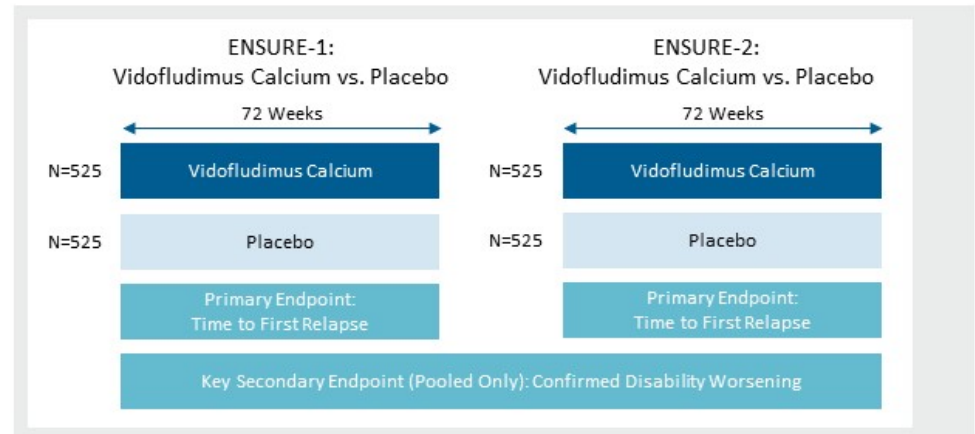 ENSURE-1:
Vidofludimus Calcium vs. Placebo
72 Weeks
N=525
Vidofludimus Calcium
N=525
Placebo
Primary Endpoint:
Time to First Relapse
ENSURE-2:
Vidofludimus Calcium vs. Placebo
72 Weeks
N=525
Vidofludimus Calcium
N=525
Placebo
Primary Endpoint:
Time to First Relapse
Key Secondary Endpoint (Pooled Only): Confirmed Disability Worsening